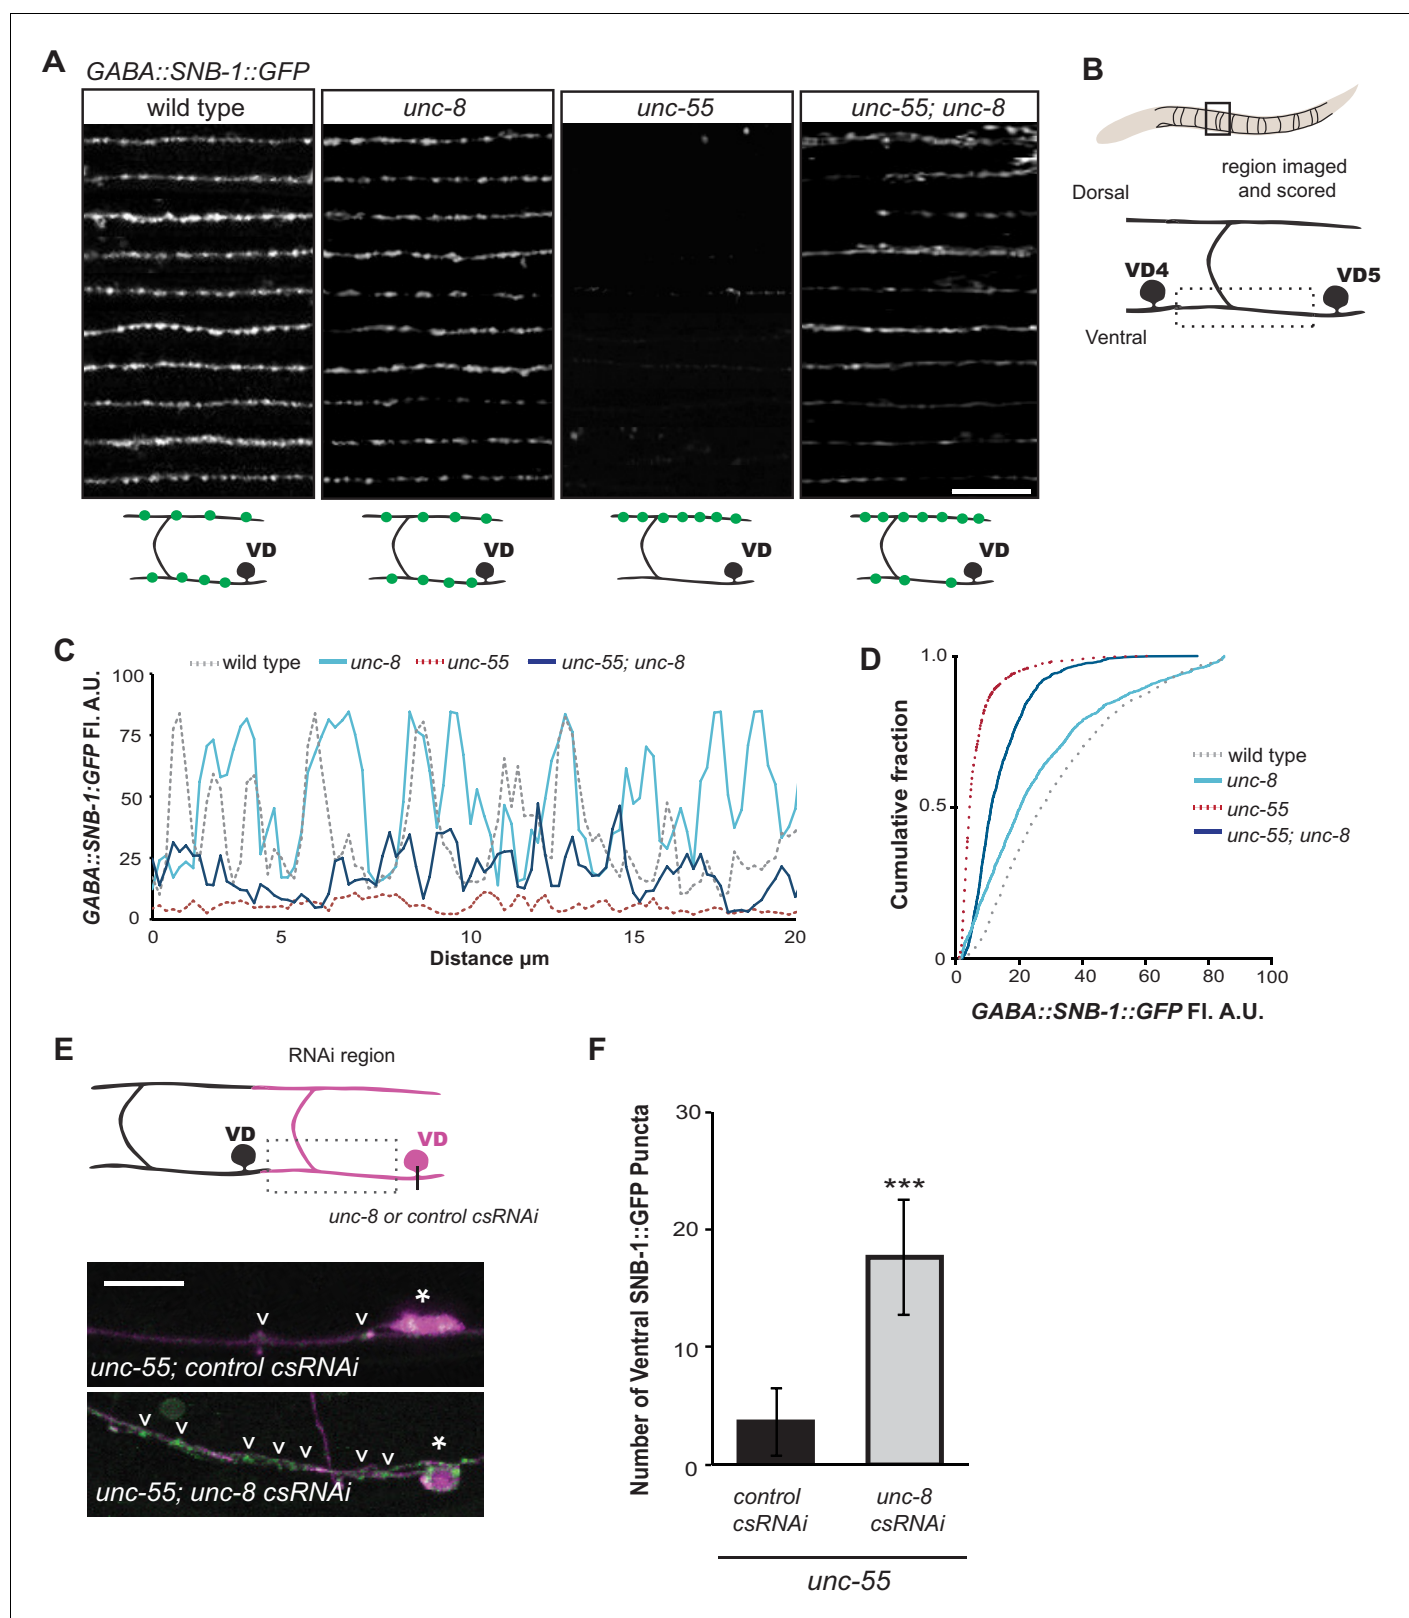 A
GABA::SNB-1::GFP
wild type
unc-8
unc-55
unc-55; unc-8
VD
VD
VD
VD
B
region imaged
and scored
Dorsal
VD4
VD5
Ventral
C
wild type
unc-8
unc-55
unc-55; unc-8
GABA::SNB-1:GFP Fl. A.U.
100
75
50
25
0
0
5
10
15
20
Distance µm
D
Cumulative fraction
1.0
0.5
0
0
20
40
60
80
100
GABA::SNB-1::GFP Fl. A.U.
wild type
unc-8
unc-55
unc-55; unc-8
E
RNAi region
VD
VD
unc-8 or control csRNAi
*
v
v
unc-55; control csRNAi
v
v
v
v
v
v
v
*
unc-55; unc-8 csRNAi
F
Number of Ventral SNB-1::GFP Puncta
30
20
10
0
***
control
csRNAi
unc-8
csRNAi
unc-55